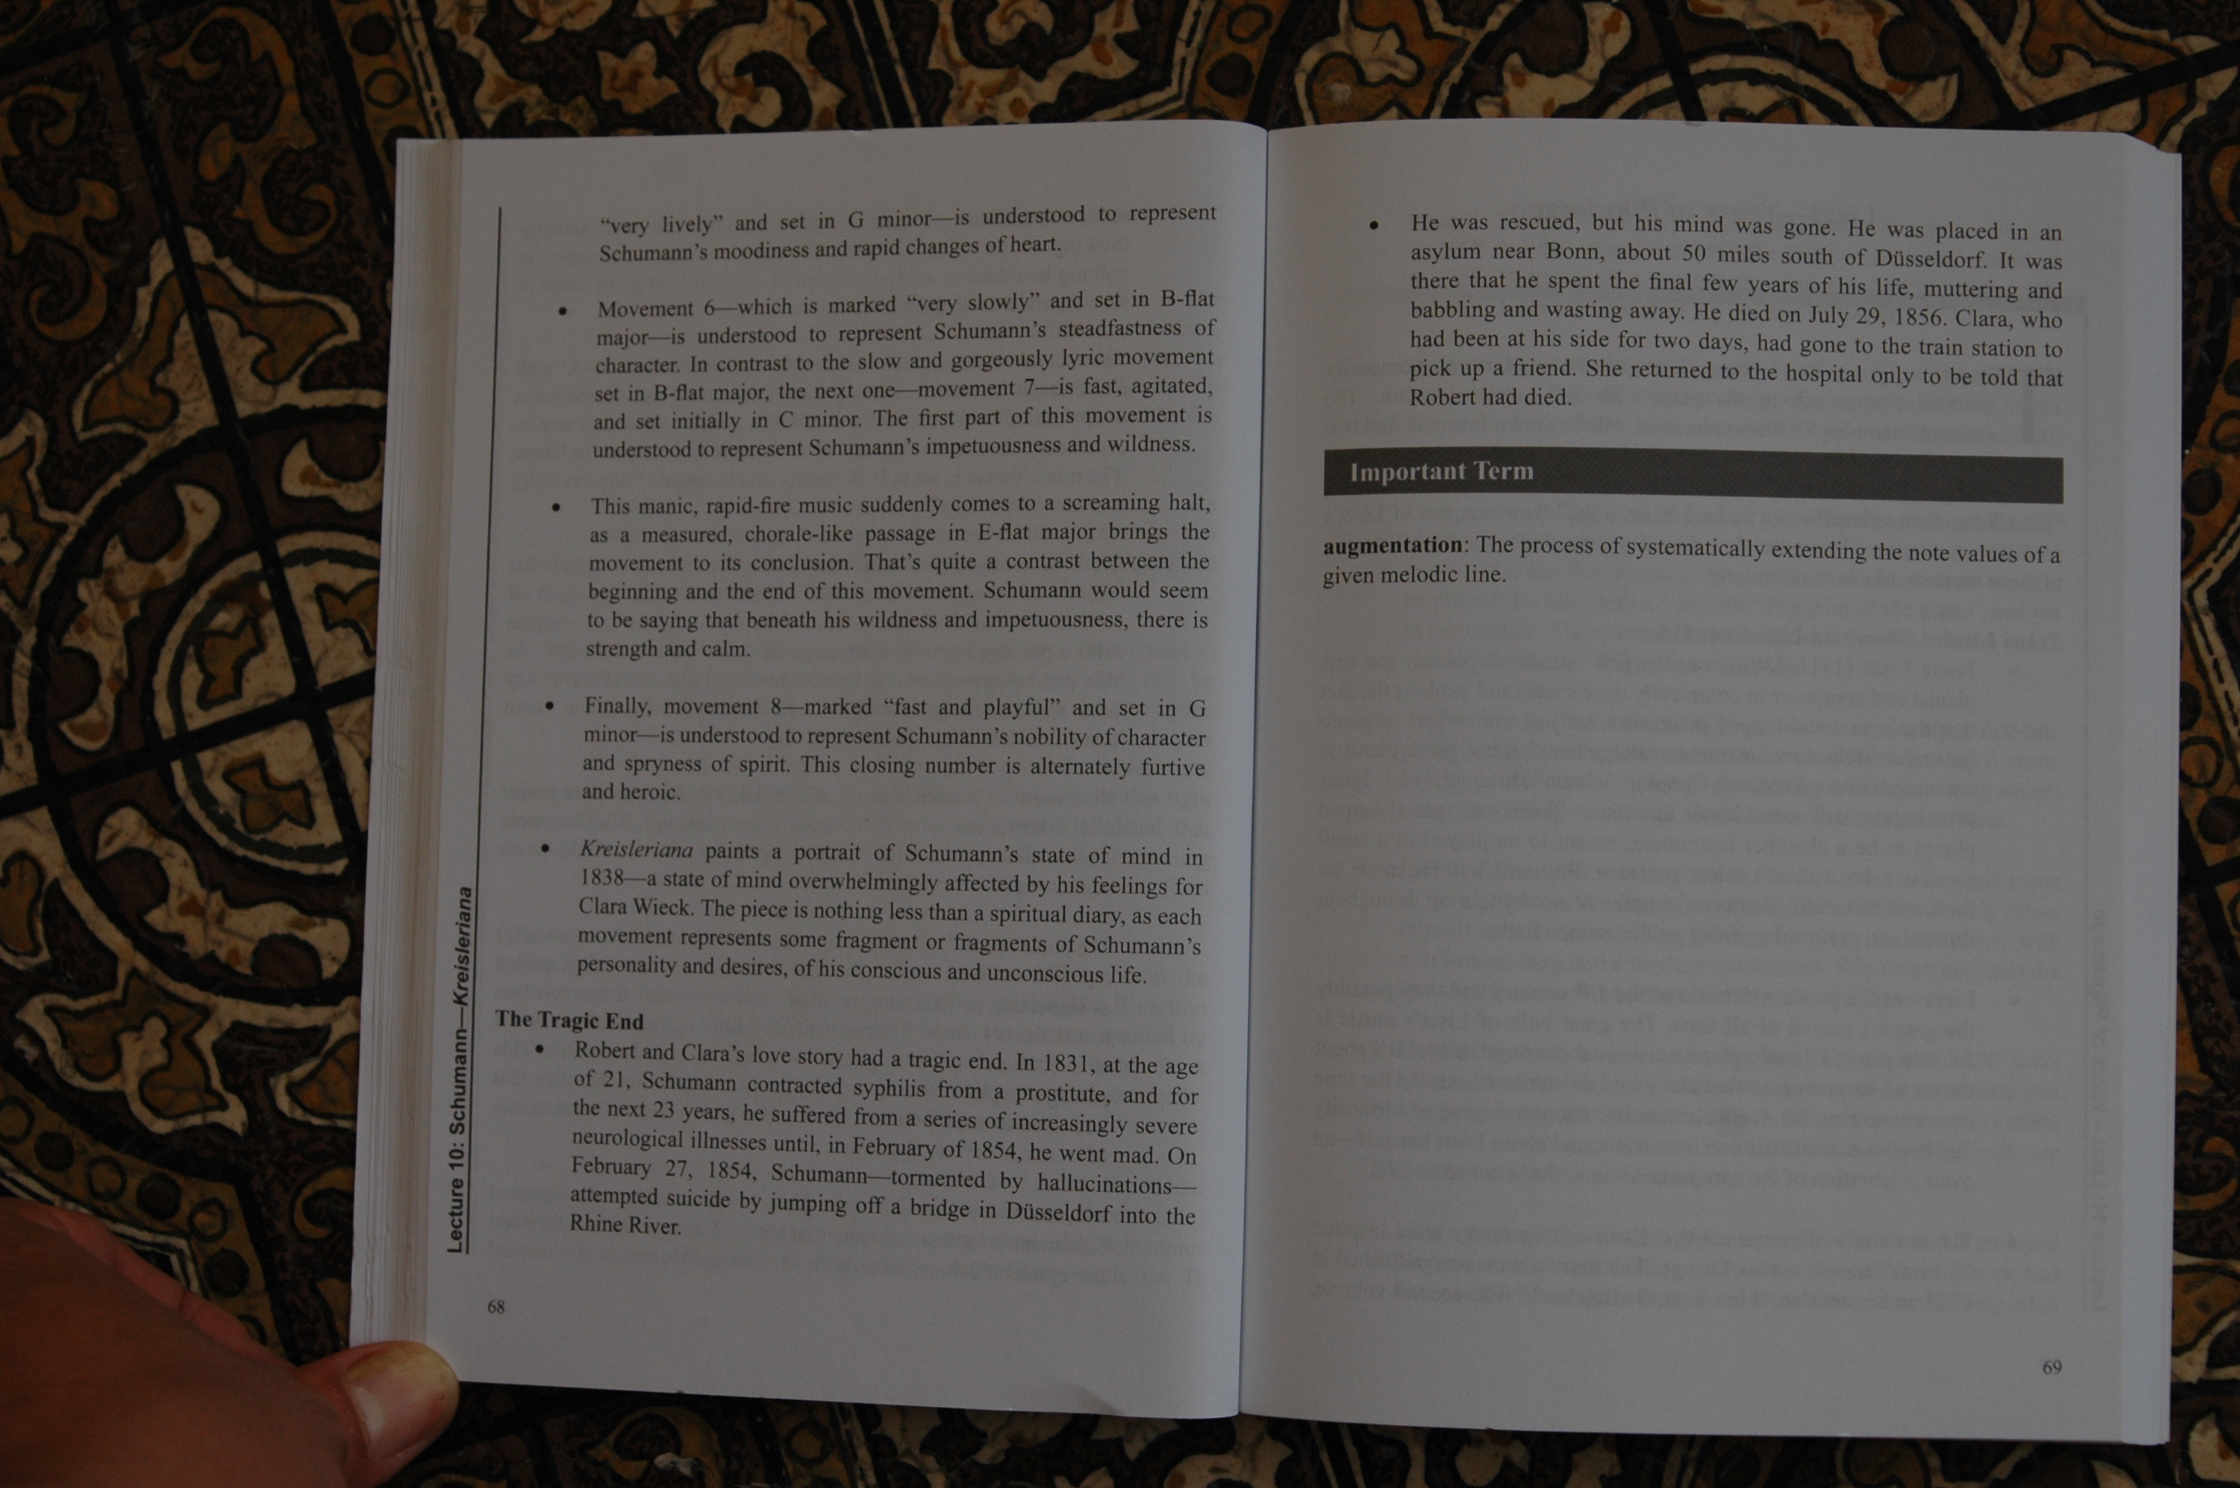 “very lively” and set in G minor—is understood to represent
Schumann’s moodiness and rapid changes of heart.
• Movement 6—which is marked “very slowly” and set in B-flat
major—is understood to represent Schumann’s steadfastness of
character. In contrast to the slow and gorgeously lyric movement
set in B-flat major, the next one—movement 7—is fast, agitated,
and set initially in C minor. The first part of this movement is
understood to represent Schumann’s impetuousness and wildness.
• This manic, rapid-fire music suddenly comes to a screaming halt,
as a measured, chorale-like passage in E-flat major brings the
movement to its conclusion. That’s quite a contrast between the
beginning and the end of this movement. Schumann would seem
to be saying that beneath his wildness and impetuousness, there is
strength and calm.
• Finally, movement 8—marked “fast and playful” and set in G
minor—is understood to represent Schumann’s nobility of character
and spryness of spirit. This closing number is alternately furtive
and heroic.
• Kreisleriana paints a portrait of Schumann’s state of mind in
1838—a state of mind overwhelmingly affected by his feelings for
Clara Wieck. The piece is nothing less than a spiritual diary, as each
movement represents some fragment or fragments of Schumann’s
personality and desires, of his conscious and unconscious life.
The Tragic End
• Robert and Clara’s love story had a tragic end. In 1831, at the age
of 21, Schumann contracted syphilis from a prostitute, and for
the next 23 years, he suffered from a series of increasingly severe
neurological illnesses until, in February of 1854, he went mad. On
February 27, 1854, Schumann—tormented by hallucinations—
attempted suicide by jumping off a bridge in Düsseldorf into the
Rhine River.
Lecture 10: Schumann—Kreisleriana
68
• He was rescued, but his mind was gone. He was placed in an
asylum near Bonn, about 50 miles south of Düsseldorf. It was
there that he spent the final few years of his life, muttering and
babbling and wasting away. He died on July 29, 1856. Clara, who
had been at his side for two days, had gone to the train station to
pick up a friend. She returned to the hospital only to be told that
Robert had died.
Important Term
augmentation: The process of systematically extending the note values of a
given melodic line.
69